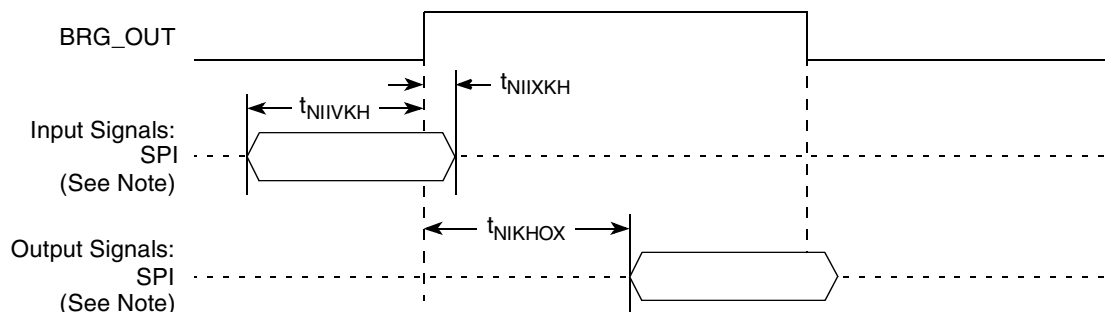 BRG_OUT
tNIIXKH
tNIIVKH
Input Signals:
SPI
(See Note)
tNIKHOX
Output Signals:
SPI
(See Note)